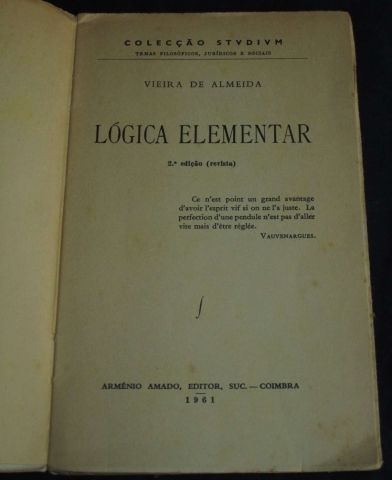 COLECÇÃO STVDIVM
TEMAS FILOSÓFICOS, JURÍDICOS E SOCIAIS
VIEIRA DE ALMEIDA
LÓGICA ELEMENTAR
2.ª edição (revista)
Ce n'est point un grand avantage
d'avoir l'esprit vif si on ne l'a juste. La
perfection d'une pendule n'est pas d'aller
vite mais d'être réglée.
VAUVENARGUES.
ARMÉNIO AMADO, EDITOR, SUC. — COIMBRA
1961